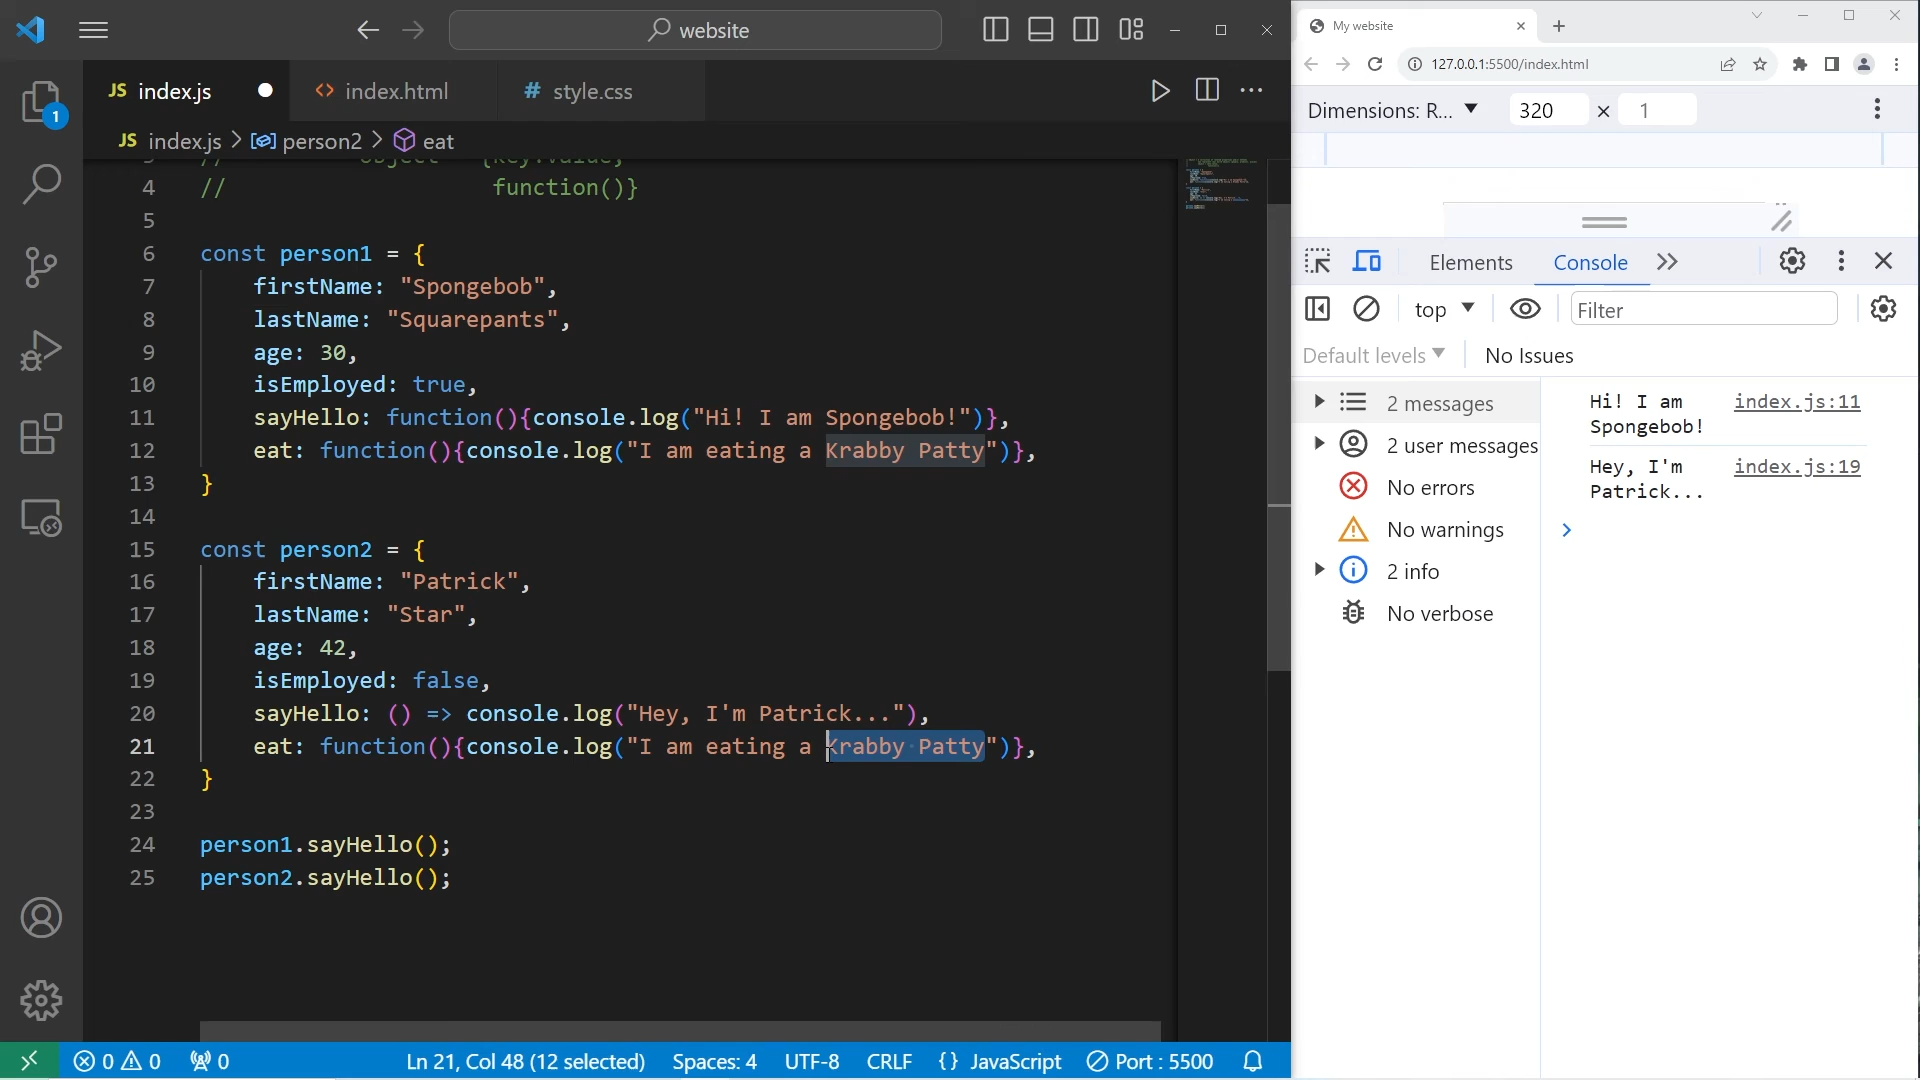 website
JS index.js
<> index.html
# style.css
JS index.js > person2 > eat
// object = {key:value,
4 // function()}
5
6 const person1 = {
7 firstName: "Spongebob",
8 lastName: "Squarepants",
9 age: 30,
10 isEmployed: true,
11 sayHello: function(){console.log("Hi! I am Spongebob!")},
12 eat: function(){console.log("I am eating a Krabby Patty")},
13 }
14
15 const person2 = {
16 firstName: "Patrick",
17 lastName: "Star",
18 age: 42,
19 isEmployed: false,
20 sayHello: () => console.log("Hey, I'm Patrick..."),
21 eat: function(){console.log("I am eating a Krabby Patty")},
22 }
23
24 person1.sayHello();
25 person2.sayHello();
1
0 0 0
Ln 21, Col 48 (12 selected)
Spaces: 4
UTF-8
CRLF
{} JavaScript
Port : 5500
My website
127.0.0.1:5500/index.html
Dimensions: R... 320 × 1
Elements Console
top
Filter
Default levels
No Issues
2 messages
2 user messages
No errors
No warnings
2 info
No verbose
Hi! I am index.js:11
Spongebob!
Hey, I'm index.js:19
Patrick...